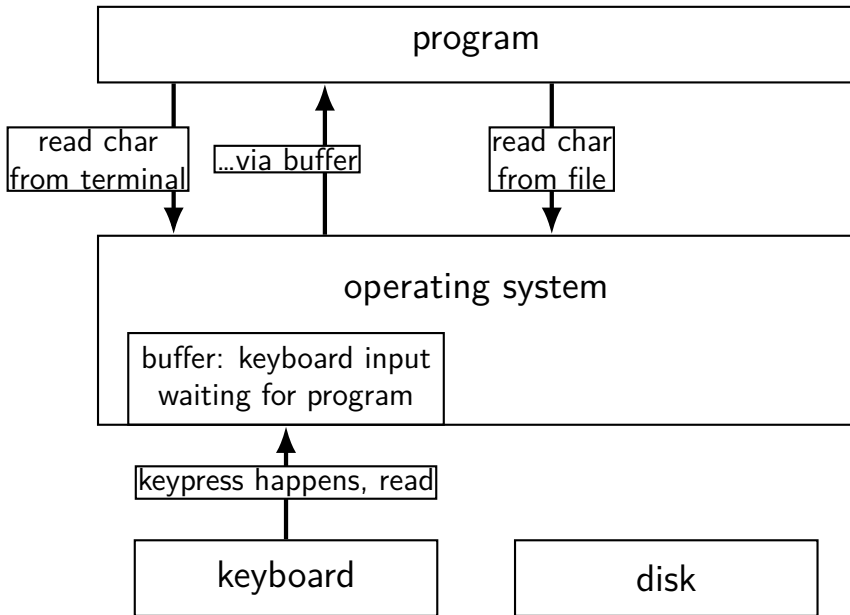 program
read char
from terminal
...via buffer
read char
from file
operating system
buffer: keyboard input
waiting for program
keypress happens, read
keyboard
disk